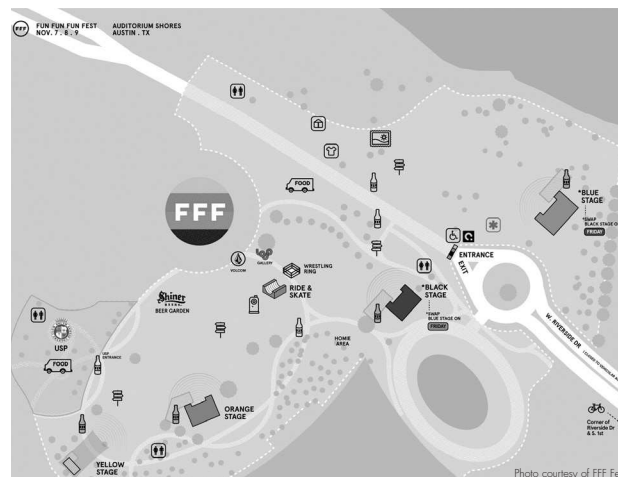 FFF
FUN FUN FUN FEST
NOV. 7 . 8 . 9
AUDITORIUM SHORES
AUSTIN . TX
FOOD
*BLUE
STAGE
*SWAP
BLACK STAGE ON
FRIDAY
FFF
ENTRANCE
EXIT
VOLCOM
GALLERY
WRESTLING
RING
RIDE &
SKATE
*BLACK
STAGE
*SWAP
BLUE STAGE ON
FRIDAY
Shiner
BEERS
BEER GARDEN
W. RIVERSIDE DR
USP
HOMIE
AREA
USP
ENTRANCE
FOOD
ORANGE
STAGE
Corner of
Riverside Dr
& S. 1st
YELLOW
STAGE
Photo courtesy of FFF Fe